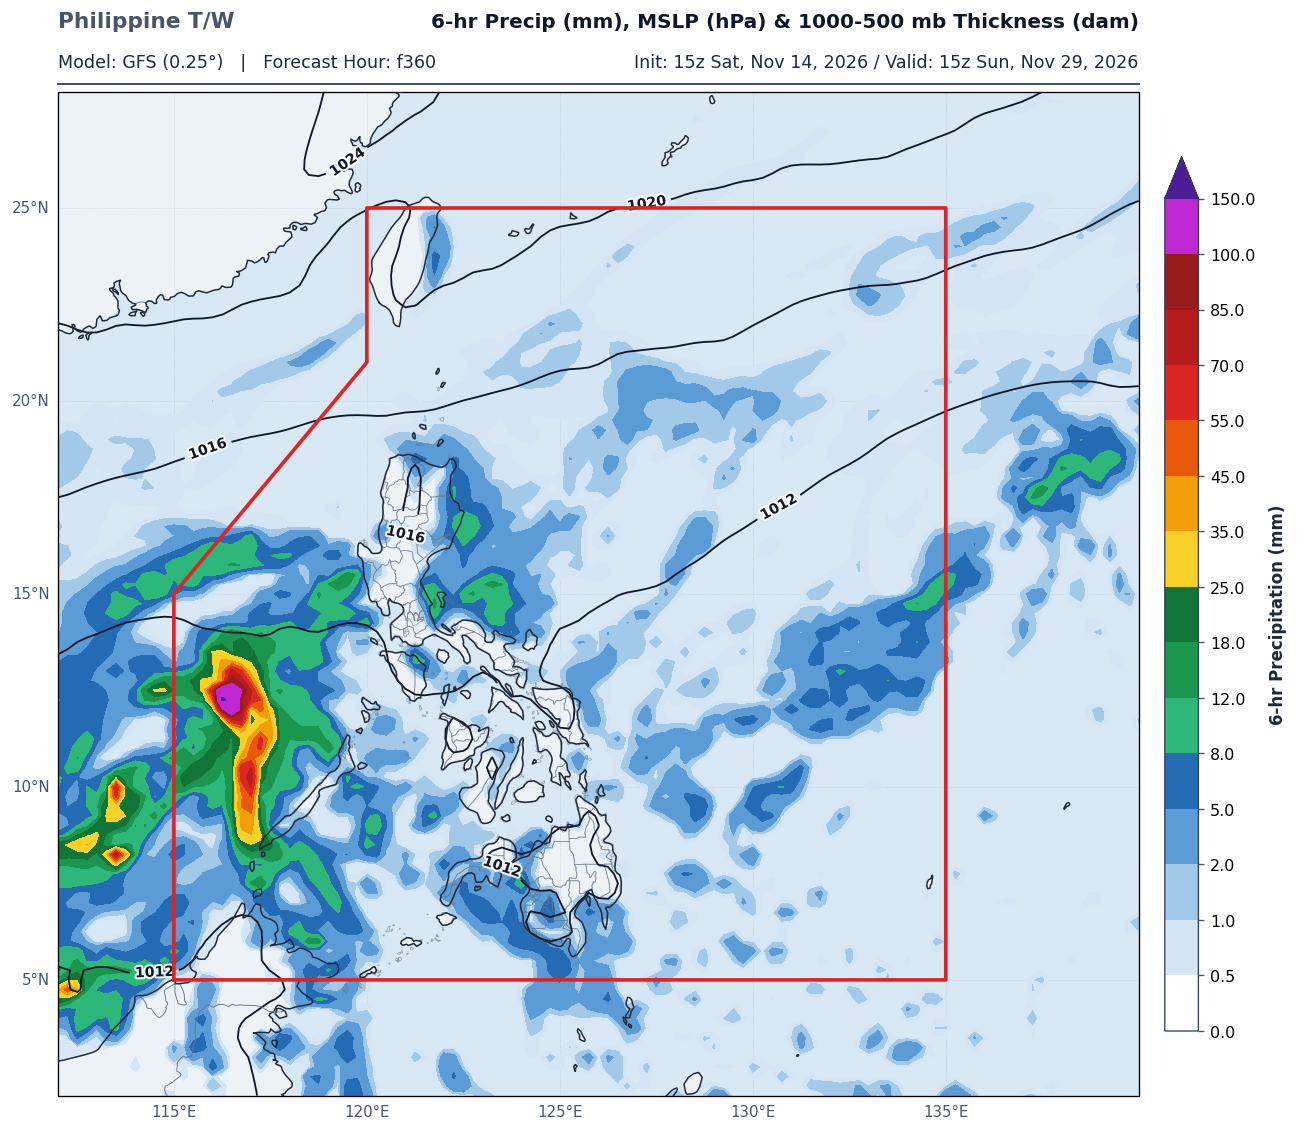 Philippine T/W
6-hr Precip (mm), MSLP (hPa) & 1000-500 mb Thickness (dam)
Model: GFS (0.25°) | Forecast Hour: f360
Init: 15z Sat, Nov 14, 2026 / Valid: 15z Sun, Nov 29, 2026
1024
1020
1016
1012
1016
1012
1012
25°N
20°N
15°N
10°N
5°N
115°E
120°E
125°E
130°E
135°E
150.0
100.0
85.0
70.0
55.0
45.0
35.0
25.0
18.0
12.0
8.0
5.0
2.0
1.0
0.5
0.0
6-hr Precipitation (mm)